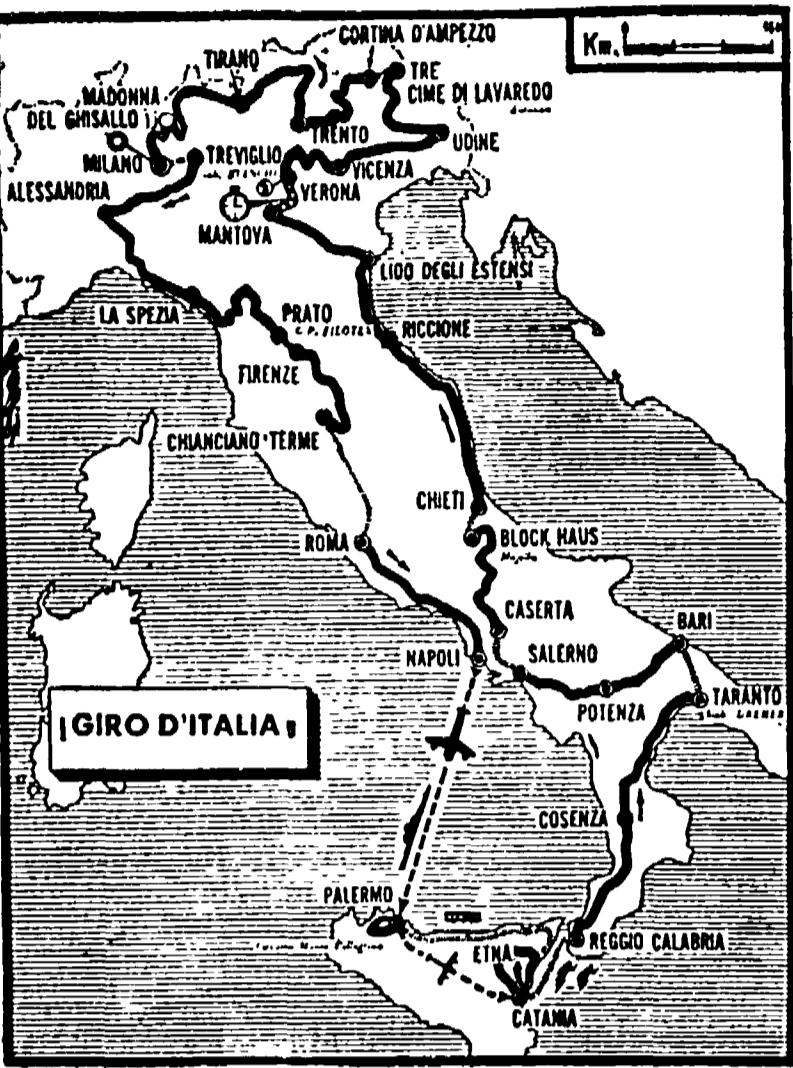 CORTINA D'AMPEZZO
Km.
TIRANO
TRE
CIME DI LAVAREDO
MADONNA
DEL GHISALLO
TRENTO
UDINE
MILANO
TREVIGLIO
VICENZA
ALESSANDRIA
VERONA
MANTOVA
LIDO DEGLI ESTENSI
LA SPEZIA
PRATO
RICCIONE
FIRENZE
CHIANCIANO TERME
CHIETI
ROMA
BLOCK HAUS
CASERTA
BARI
NAPOLI
SALERNO
TARANTO
POTENZA
GIRO D'ITALIA
COSENZA
PALERMO
REGGIO CALABRIA
ETNA
CATANIA